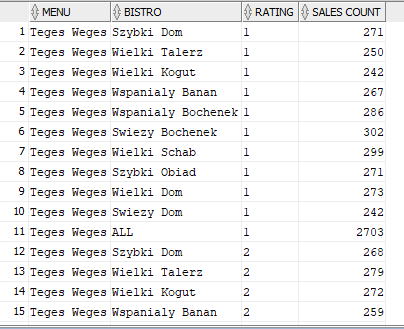 MENU BISTRO RATING SALES COUNT
1 Teges Weges Szybki Dom 1 271
2 Teges Weges Wielki Talerz 1 250
3 Teges Weges Wielki Kogut 1 242
4 Teges Weges Wspanialy Banan 1 267
5 Teges Weges Wspanialy Bochenek 1 286
6 Teges Weges Swiezy Bochenek 1 302
7 Teges Weges Wielki Schab 1 299
8 Teges Weges Szybki Obiad 1 271
9 Teges Weges Wielki Dom 1 273
10 Teges Weges Swiezy Dom 1 242
11 Teges Weges ALL 1 2703
12 Teges Weges Szybki Dom 2 268
13 Teges Weges Wielki Talerz 2 279
14 Teges Weges Wielki Kogut 2 272
15 Teges Weges Wspanialy Banan 2 259